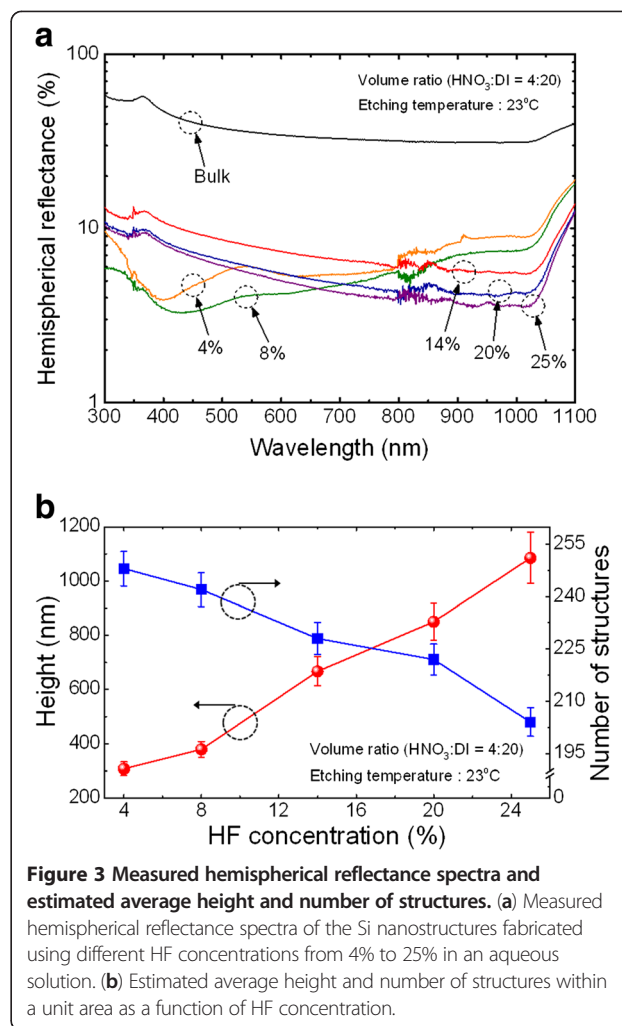 a
Volume ratio (HNO₃:DI = 4:20)
Etching temperature : 23°C
Hemispherical reflectance (%)
100
10
1
Bulk
4%
8%
14%
20%
25%
300 400 500 600 700 800 900 1000 1100
Wavelength (nm)
b
Height (nm)
1200
1000
800
600
400
200
255
240
225
210
195
0
Number of structures
Volume ratio (HNO₃:DI = 4:20)
Etching temperature : 23°C
4 8 12 16 20 24
HF concentration (%)
Figure 3 Measured hemispherical reflectance spectra and
estimated average height and number of structures. (a) Measured
hemispherical reflectance spectra of the Si nanostructures fabricated
using different HF concentrations from 4% to 25% in an aqueous
solution. (b) Estimated average height and number of structures within
a unit area as a function of HF concentration.